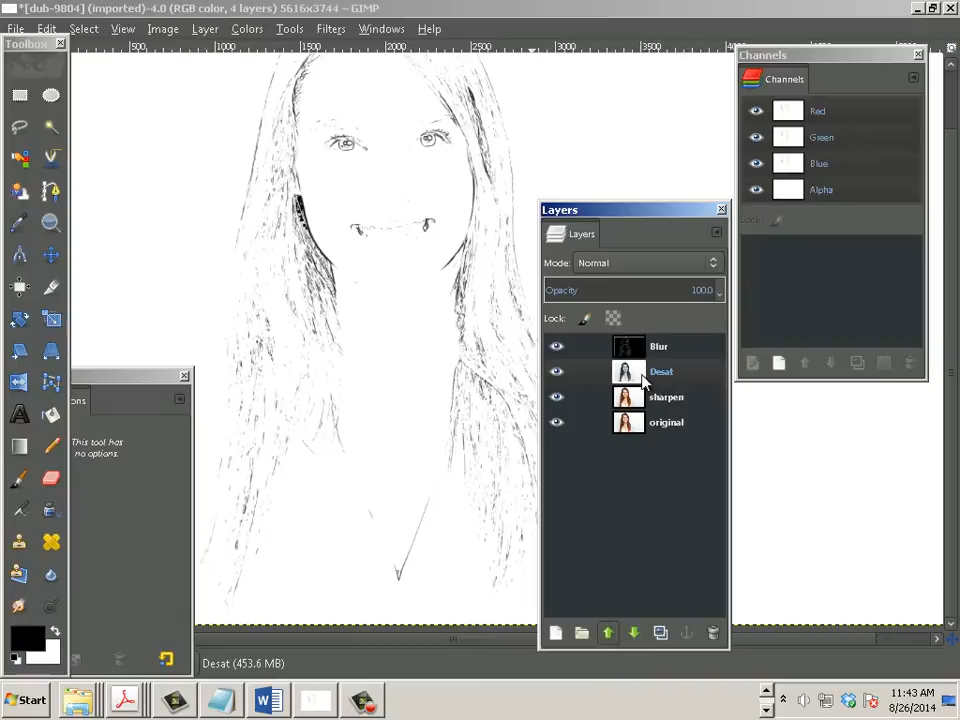 *[dub-9804] (imported)-4.0 (RGB color, 4 layers) 5616x3744 – GIMP
File Edit Select View Image Layer Colors Tools Filters Windows Help
Toolbox
500 1000 1500 2000 2500 3000 3500
Channels
Channels
Red
Green
Blue
Alpha
Lock:
Layers
Layers
Mode: Normal
Opacity 100.0
Lock:
Blur
Desat
sharpen
original
ons
This tool has
no options.
Desat (453.6 MB)
Start
W
11:43 AM
8/26/2014